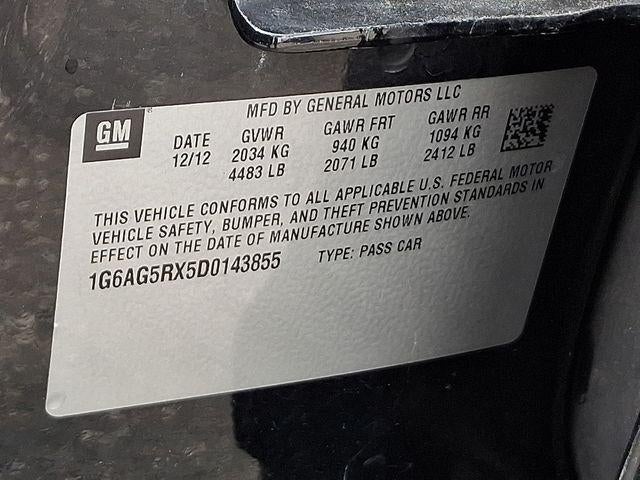 MFD BY GENERAL MOTORS LLC
GM
DATE GVWR GAWR FRT GAWR RR
12/12 2034 KG 940 KG 1094 KG
4483 LB 2071 LB 2412 LB
THIS VEHICLE CONFORMS TO ALL APPLICABLE U.S. FEDERAL MOTOR
VEHICLE SAFETY, BUMPER, AND THEFT PREVENTION STANDARDS IN
EFFECT ON THE DATE OF MANUFACTURE SHOWN ABOVE.
1G6AG5RX5D0143855 TYPE: PASS CAR